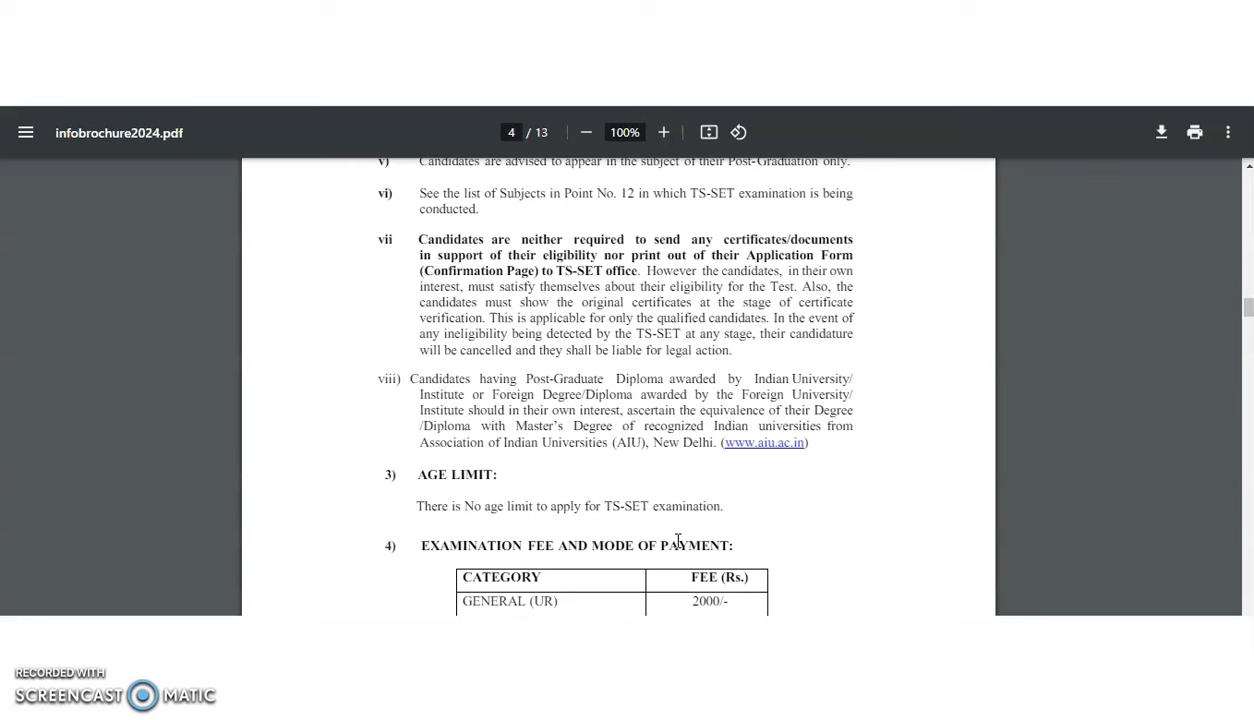 infobrochure2024.pdf
4 / 13
100%
v) Candidates are advised to appear in the subject of their Post-Graduation only.
vi) See the list of Subjects in Point No. 12 in which TS-SET examination is being
conducted.
vii Candidates are neither required to send any certificates/documents
in support of their eligibility nor print out of their Application Form
(Confirmation Page) to TS-SET office. However the candidates, in their own
interest, must satisfy themselves about their eligibility for the Test. Also, the
candidates must show the original certificates at the stage of certificate
verification. This is applicable for only the qualified candidates. In the event of
any ineligibility being detected by the TS-SET at any stage, their candidature
will be cancelled and they shall be liable for legal action.
viii) Candidates having Post-Graduate Diploma awarded by Indian University/
Institute or Foreign Degree/Diploma awarded by the Foreign University/
Institute should in their own interest, ascertain the equivalence of their Degree
/Diploma with Master's Degree of recognized Indian universities from
Association of Indian Universities (AIU), New Delhi. (www.aiu.ac.in)
3) AGE LIMIT:
There is No age limit to apply for TS-SET examination.
4) EXAMINATION FEE AND MODE OF PAYMENT:
CATEGORY FEE (Rs.)
GENERAL (UR) 2000/-
RECORDED WITH
SCREENCAST MATIC